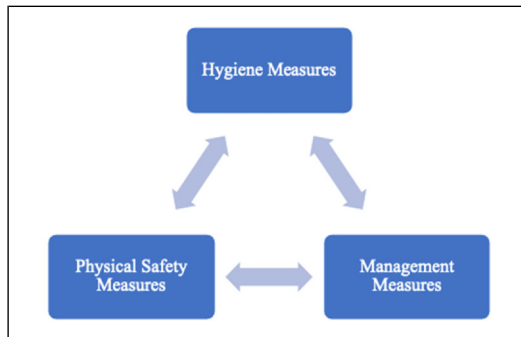 Hygiene Measures
Physical Safety
Measures
Management
Measures